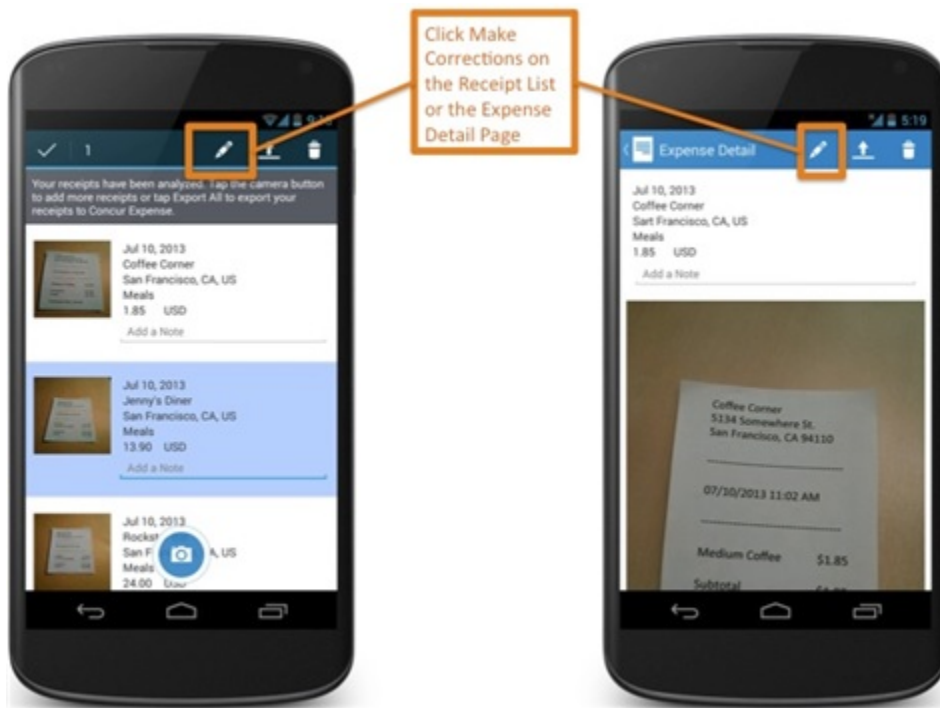 Click Make
Corrections on
the Receipt List
or the Expense
Detail Page
1
Your receipts have been analyzed. Tap the camera button
to add more receipts or tap Export All to export your
receipts to Concur Expense.
Jul 10, 2013
Coffee Corner
San Francisco, CA, US
Meals
1.85 USD
Add a Note
Jul 10, 2013
Jenny's Diner
San Francisco, CA, US
Meals
13.90 USD
Add a Note
Jul 10, 2013
Meals
24.00 USD
5:19
Expense Detail
Jul 10, 2013
Coffee Corner
San Francisco, CA, US
Meals
1.85 USD
Add a Note
Coffee Corner
5134 Somewhere St.
San Francisco, CA 94110
07/10/2013 11:02 AM
Medium Coffee $1.85
Subtotal